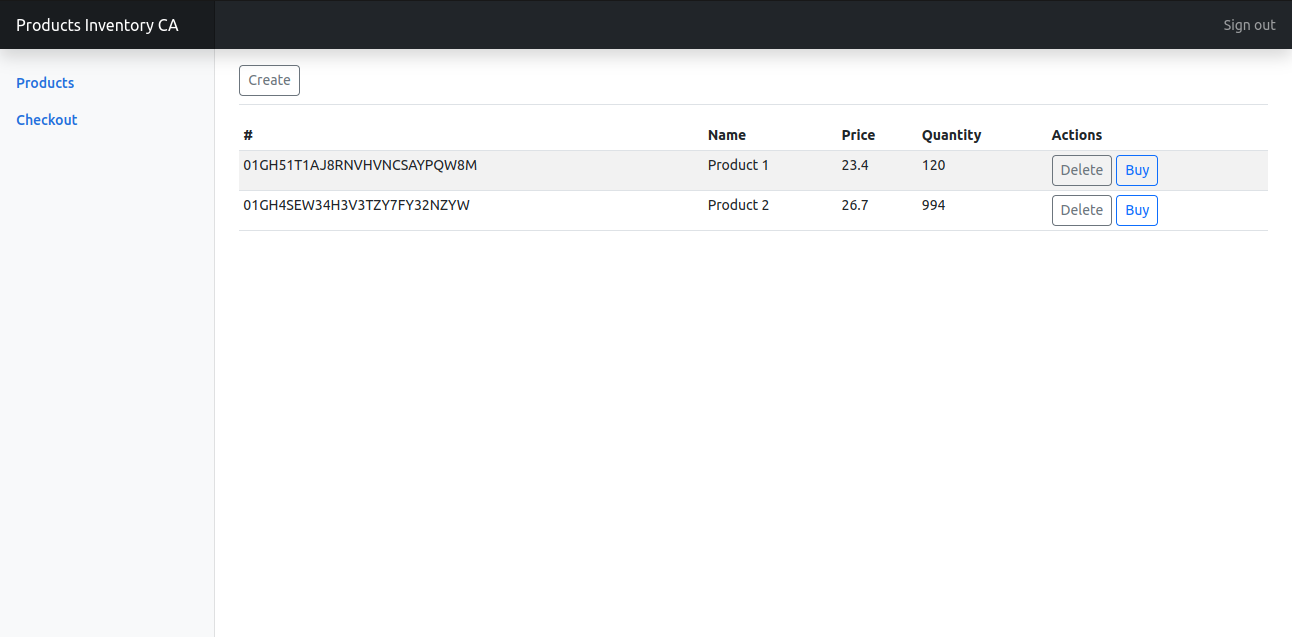 Products Inventory CA Sign out
Products
Checkout
Create
# Name Price Quantity Actions
01GH51T1AJ8RNVHVNCSAYPQW8M Product 1 23.4 120 Delete Buy
01GH4SEW34H3V3TZY7FY32NZYW Product 2 26.7 994 Delete Buy